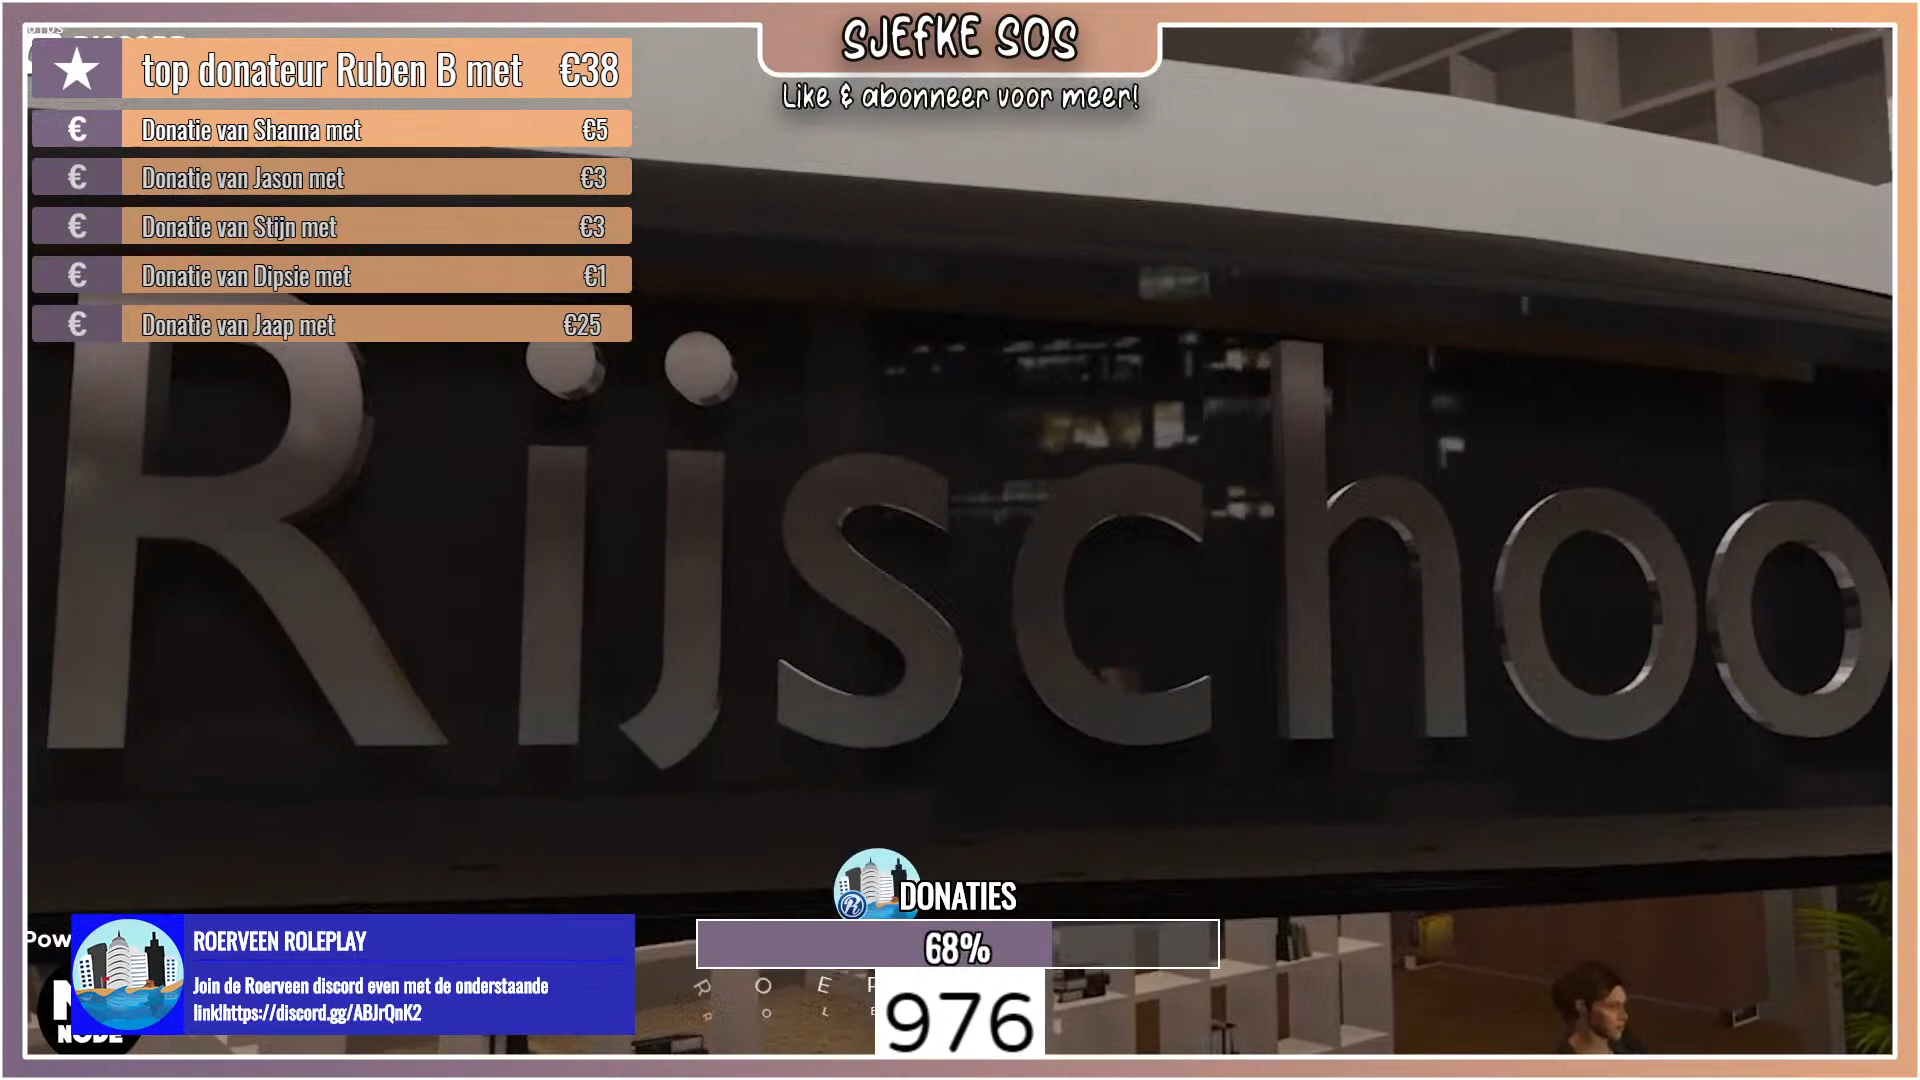 SJEFKE SOS
Like & abonneer voor meer!
top donateur Ruben B met €38
€ Donatie van Shanna met €5
€ Donatie van Jason met €3
€ Donatie van Stijn met €3
€ Donatie van Dipsie met €1
€ Donatie van Jaap met €25
Rijschoo
DONATIES
68%
976
Pow
ROERVEEN ROLEPLAY
Join de Roerveen discord even met de onderstaande
link!https://discord.gg/ABJrQnK2
NODE
R O E